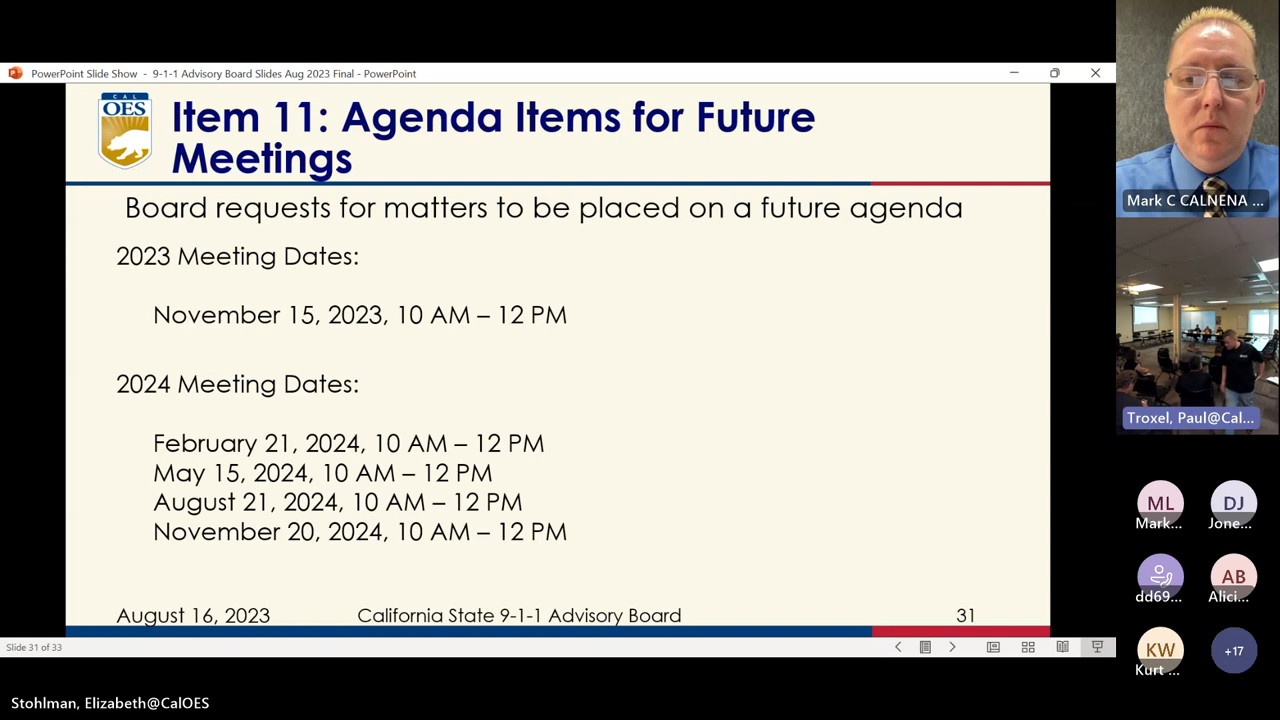 PowerPoint Slide Show - 9-1-1 Advisory Board Slides Aug 2023 Final - PowerPoint
CAL
OES
Item 11: Agenda Items for Future
Meetings
Board requests for matters to be placed on a future agenda
2023 Meeting Dates:
November 15, 2023, 10 AM – 12 PM
2024 Meeting Dates:
February 21, 2024, 10 AM – 12 PM
May 15, 2024, 10 AM – 12 PM
August 21, 2024, 10 AM – 12 PM
November 20, 2024, 10 AM – 12 PM
August 16, 2023
California State 9-1-1 Advisory Board
31
Slide 31 of 33
Stohlman, Elizabeth@CalOES
Mark C CALNENA ...
Troxel, Paul@Cal...
ML
Mark...
DJ
Jone...
dd69...
AB
Alici...
KW
Kurt ...
+17